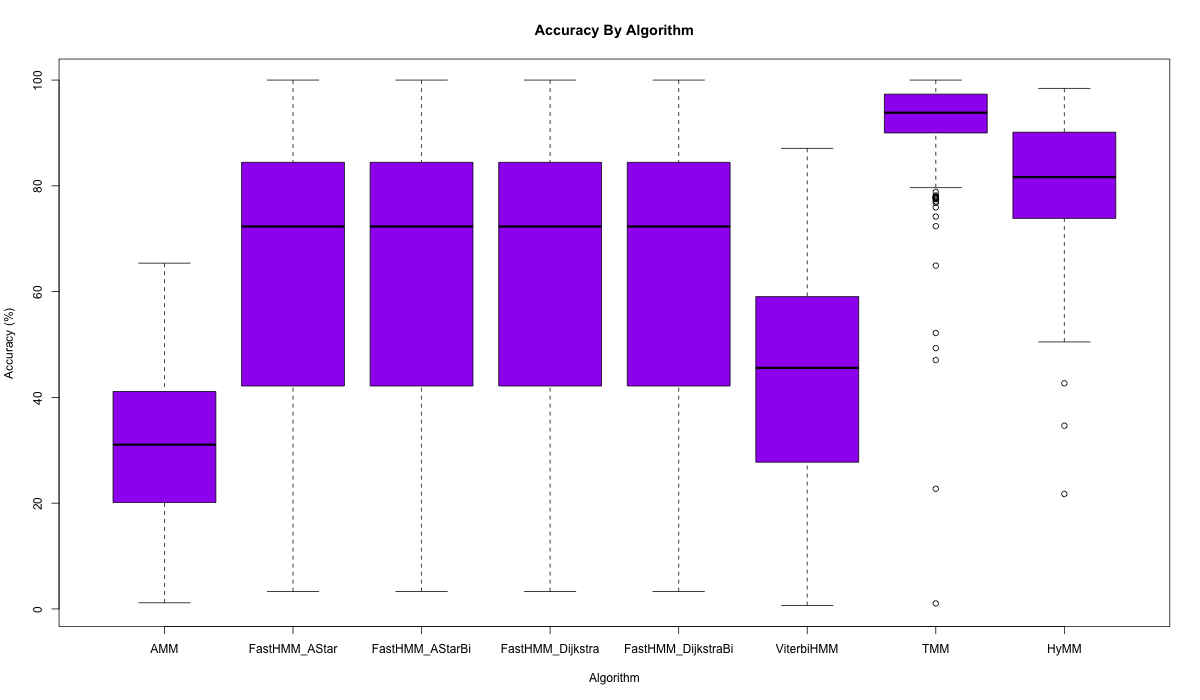 Accuracy By Algorithm
Accuracy (%)
100
80
60
40
20
0
AMM
FastHMM_AStar
FastHMM_AStarBi
FastHMM_Dijkstra
FastHMM_DijkstraBi
ViterbiHMM
TMM
HyMM
Algorithm